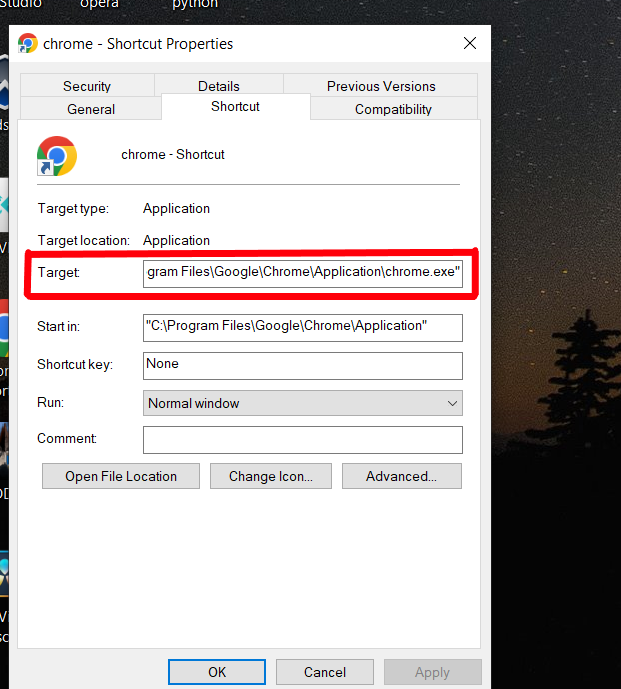 Studio opera python
chrome - Shortcut Properties
Security Details Previous Versions
General Shortcut Compatibility
chrome - Shortcut
Target type: Application
Target location: Application
Target: gram Files\Google\Chrome\Application\chrome.exe"
Start in: "C:\Program Files\Google\Chrome\Application"
Shortcut key: None
Run: Normal window
Comment:
Open File Location Change Icon... Advanced...
OK Cancel Apply